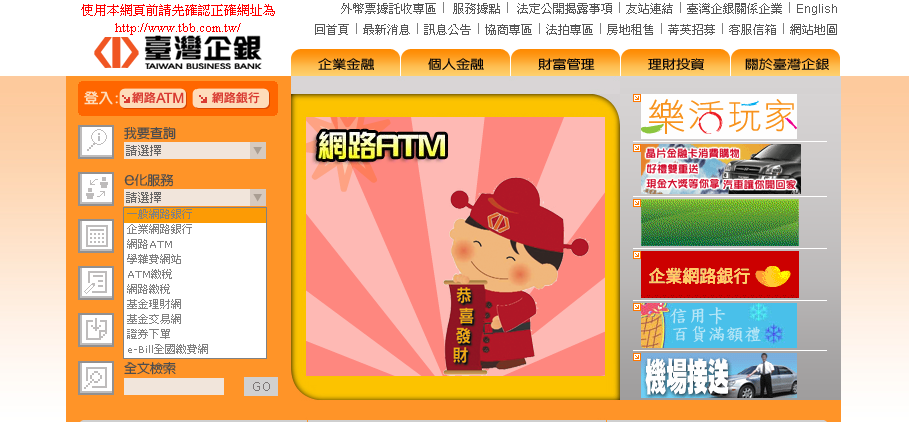 使用本網頁前請先確認正確網址為
http://www.tbb.com.tw/
臺灣企銀
TAIWAN BUSINESS BANK
外幣票據託收專區 | 服務據點 | 法定公開揭露事項 | 友站連結 | 臺灣企銀關係企業 | English
回首頁 | 最新消息 | 訊息公告 | 協商專區 | 法拍專區 | 房地租售 | 菁英招募 | 客服信箱 | 網站地圖
企業金融 個人金融 財富管理 理財投資 關於臺灣企銀
登入: 網路ATM 網路銀行
我要查詢
請選擇
e化服務
請選擇
一般網路銀行
企業網路銀行
網路ATM
學雜費網站
ATM繳稅
網路繳稅
基金理財網
基金交易網
證券下單
e-Bill全國繳費網
全文檢索
GO
網路ATM
恭喜發財
樂活玩家
晶片金融卡消費購物
好禮雙重送
現金大獎等你拿 汽車讓你開回家
企業網路銀行
信用卡
百貨滿額禮
機場接送